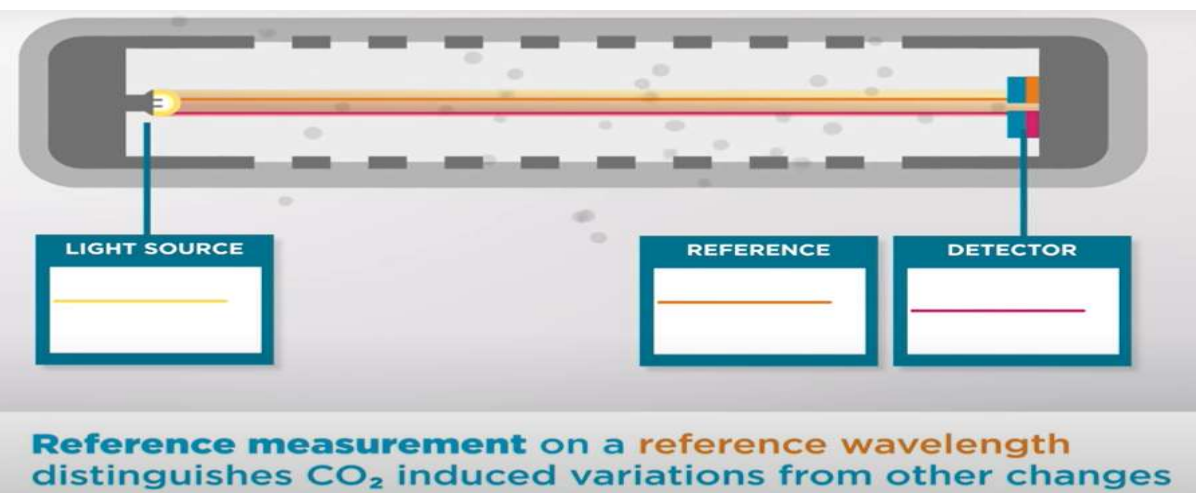 LIGHT SOURCE
REFERENCE
DETECTOR
Reference measurement on a reference wavelength
distinguishes CO₂ induced variations from other changes